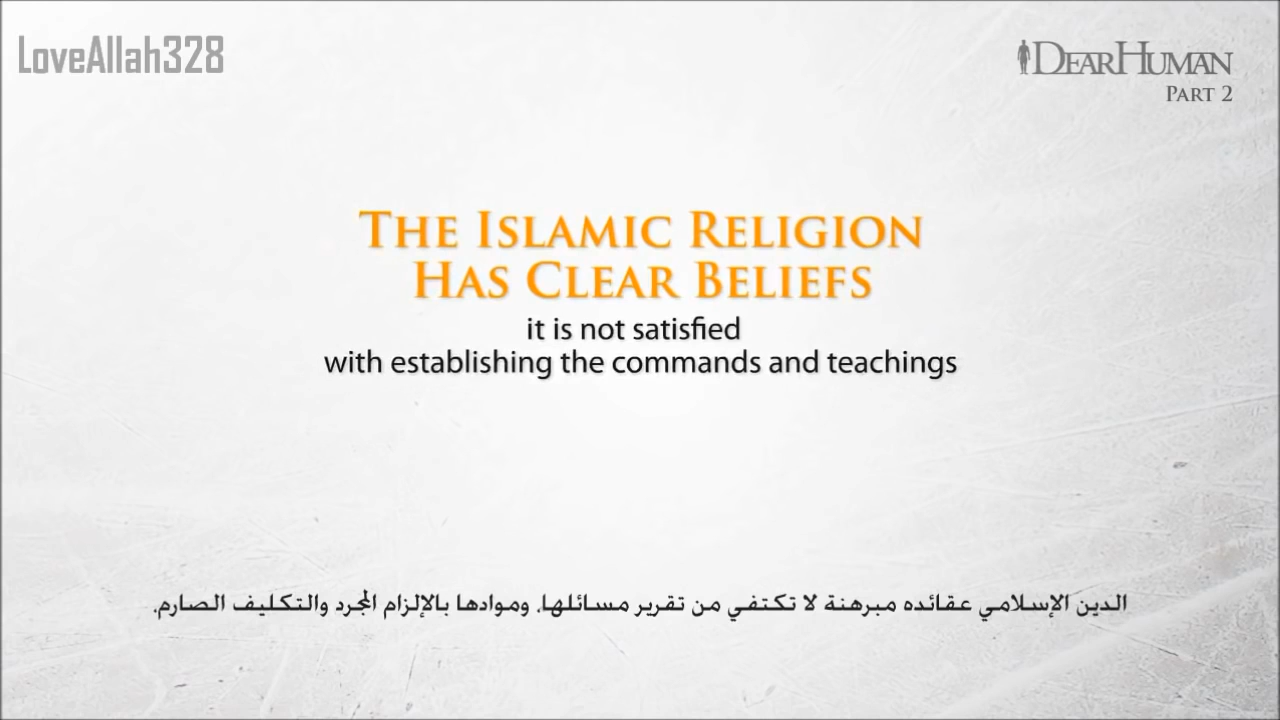 LoveAllah328
DEARHUMAN
PART 2
THE ISLAMIC RELIGION
HAS CLEAR BELIEFS
it is not satisfied
with establishing the commands and teachings
الدين الإسلامي عقائده مبرهنة لا تكتفي من تقرير مسائلها، وموادها بالإلزام المجرد والتكليف الصارم.